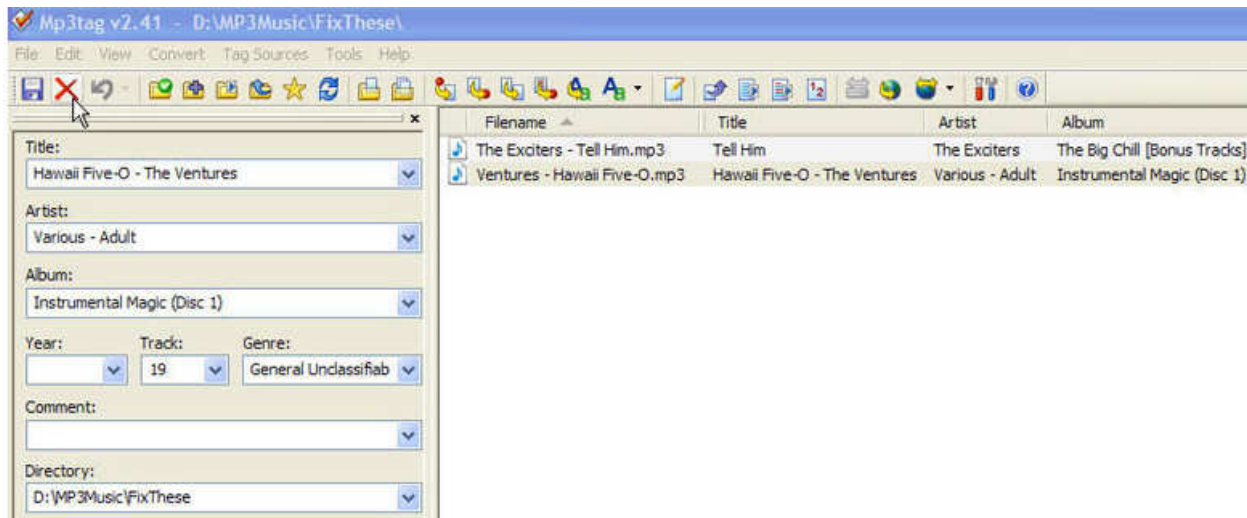 Mp3tag v2.41 - D:\MP3Music\FixThese\
File Edit View Convert Tag Sources Tools Help
Filename Title Artist Album
The Exciters - Tell Him.mp3 Tell Him The Exciters The Big Chill [Bonus Tracks]
Ventures - Hawaii Five-O.mp3 Hawaii Five-O - The Ventures Various - Adult Instrumental Magic (Disc 1)
Title:
Hawaii Five-O - The Ventures
Artist:
Various - Adult
Album:
Instrumental Magic (Disc 1)
Year: Track: Genre:
19 General Unclassifiab
Comment:
Directory:
D:\MP3Music\FixThese